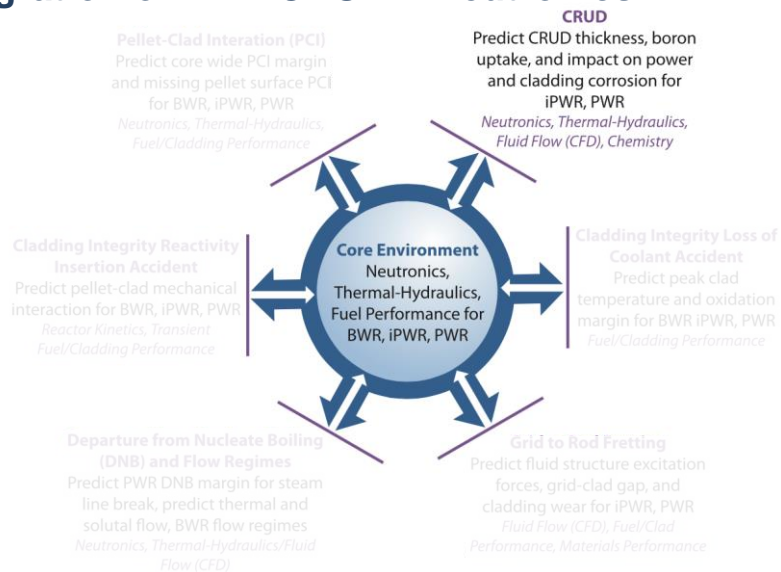 CRUD
Predict CRUD thickness, boron
uptake, and impact on power
and cladding corrosion for
iPWR, PWR
Neutronics, Thermal-Hydraulics,
Fluid Flow (CFD), Chemistry
Pellet-Clad Interation (PCI)
Predict core wide PCI margin
and missing pellet surface PCI
for BWR, iPWR, PWR
Neutronics, Thermal-Hydraulics,
Fuel/Cladding Performance
Cladding Integrity Reactivity
Insertion Accident
Predict pellet-clad mechanical
interaction for BWR, iPWR, PWR
Reactor Kinetics, Transient
Fuel/Cladding Performance
Core Environment
Neutronics,
Thermal-Hydraulics,
Fuel Performance for
BWR, iPWR, PWR
Cladding Integrity Loss of
Coolant Accident
Predict peak clad
temperature and oxidation
margin for BWR iPWR, PWR
Fuel/Cladding Performance
Departure from Nucleate Boiling
(DNB) and Flow Regimes
Predict PWR DNB margin for steam
line break, predict thermal and
solutal flow, BWR flow regimes
Neutronics, Thermal-Hydraulics/Fluid
Flow (CFD)
Grid to Rod Fretting
Predict fluid structure excitation
forces, grid-clad gap, and
cladding wear for iPWR, PWR
Fluid Flow (CFD), Fuel/Clad
Performance, Materials Performance